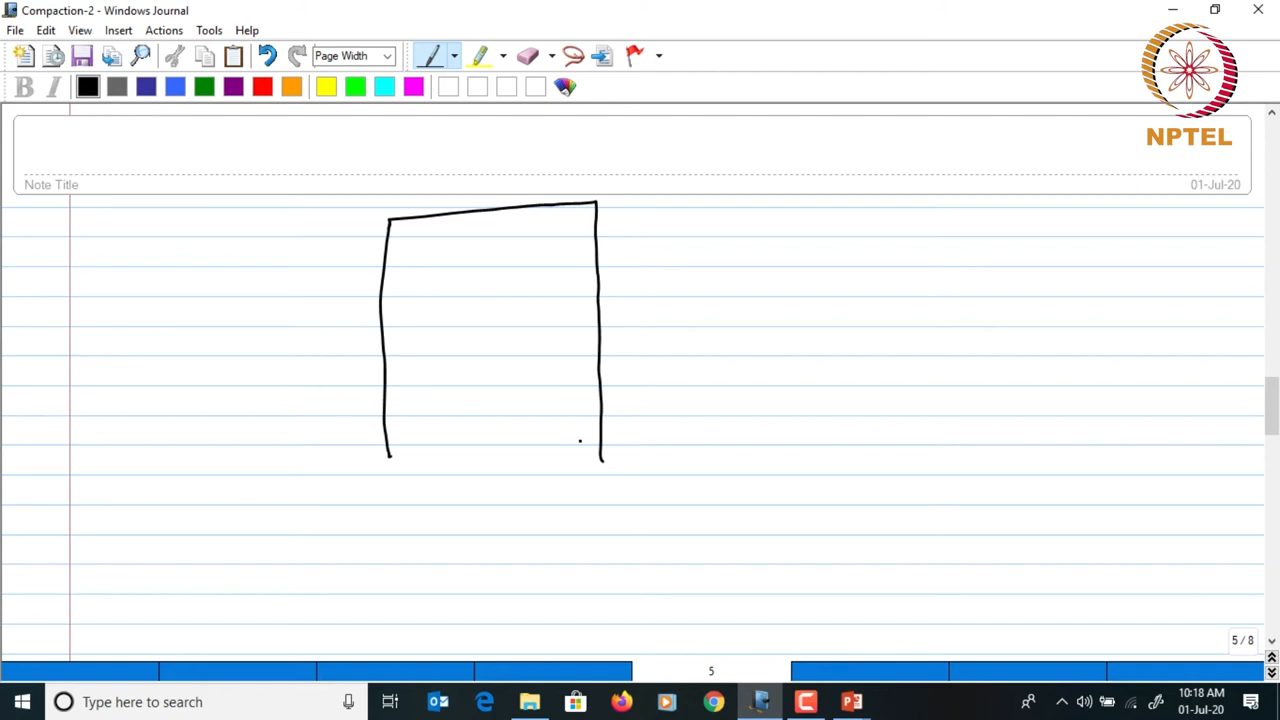 Compaction-2 - Windows Journal
File Edit View Insert Actions Tools Help
Page Width
B I
NPTEL
Note Title
01-Jul-20
5 / 8
5
Type here to search
10:18 AM
01-Jul-20